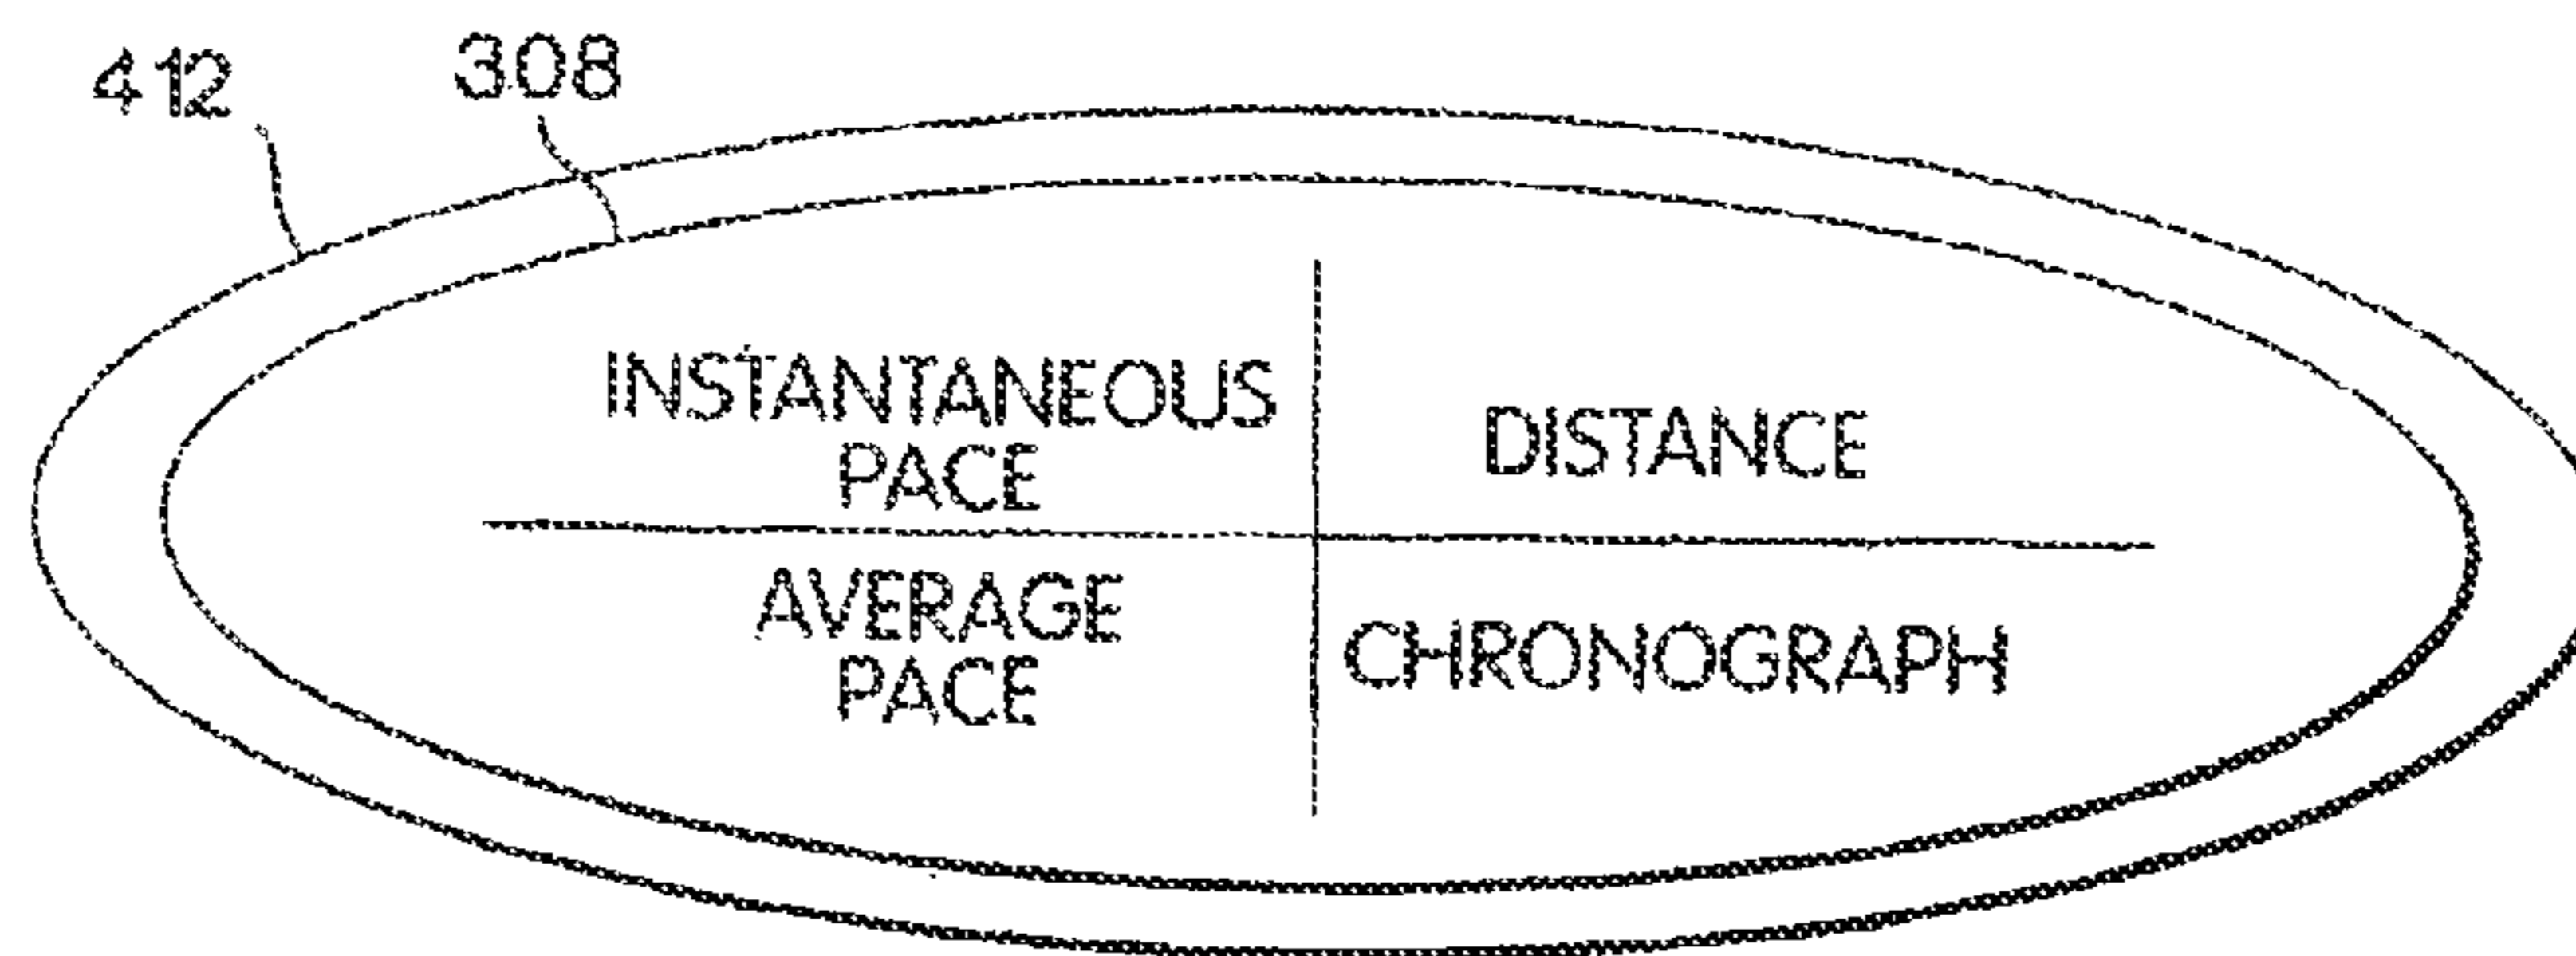 412 308
INSTANTANEOUS
PACE
DISTANCE
AVERAGE
PACE
CHRONOGRAPH